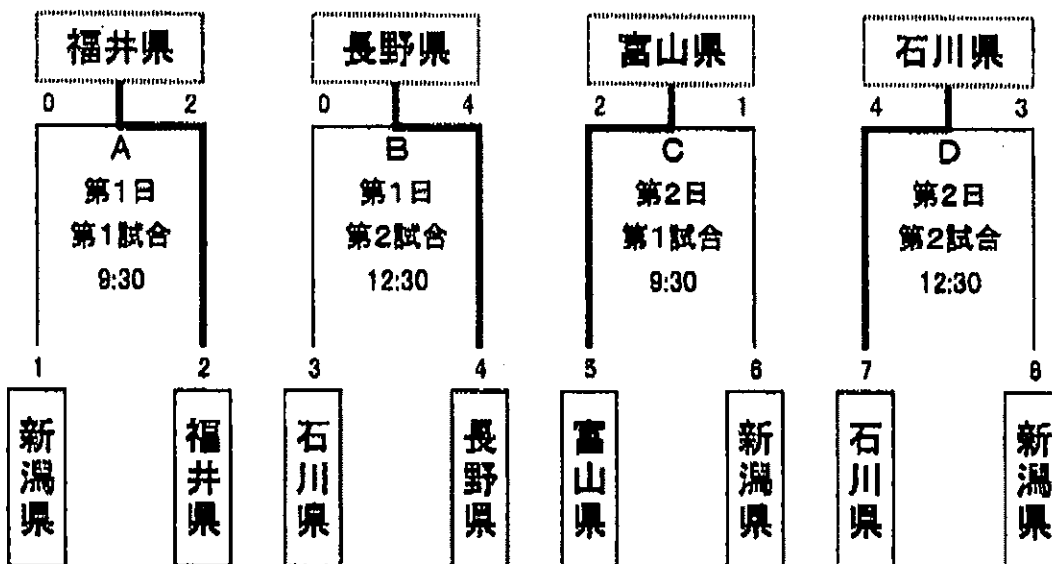 福井県 長野県 富山県 石川県
0 2 0 4 2 1 4 3
A B C D
第1日 第1日 第2日 第2日
第1試合 第2試合 第1試合 第2試合
9:30 12:30 9:30 12:30
1 2 3 4 5 6 7 8
新潟県 福井県 石川県 長野県 富山県 新潟県 石川県 新潟県